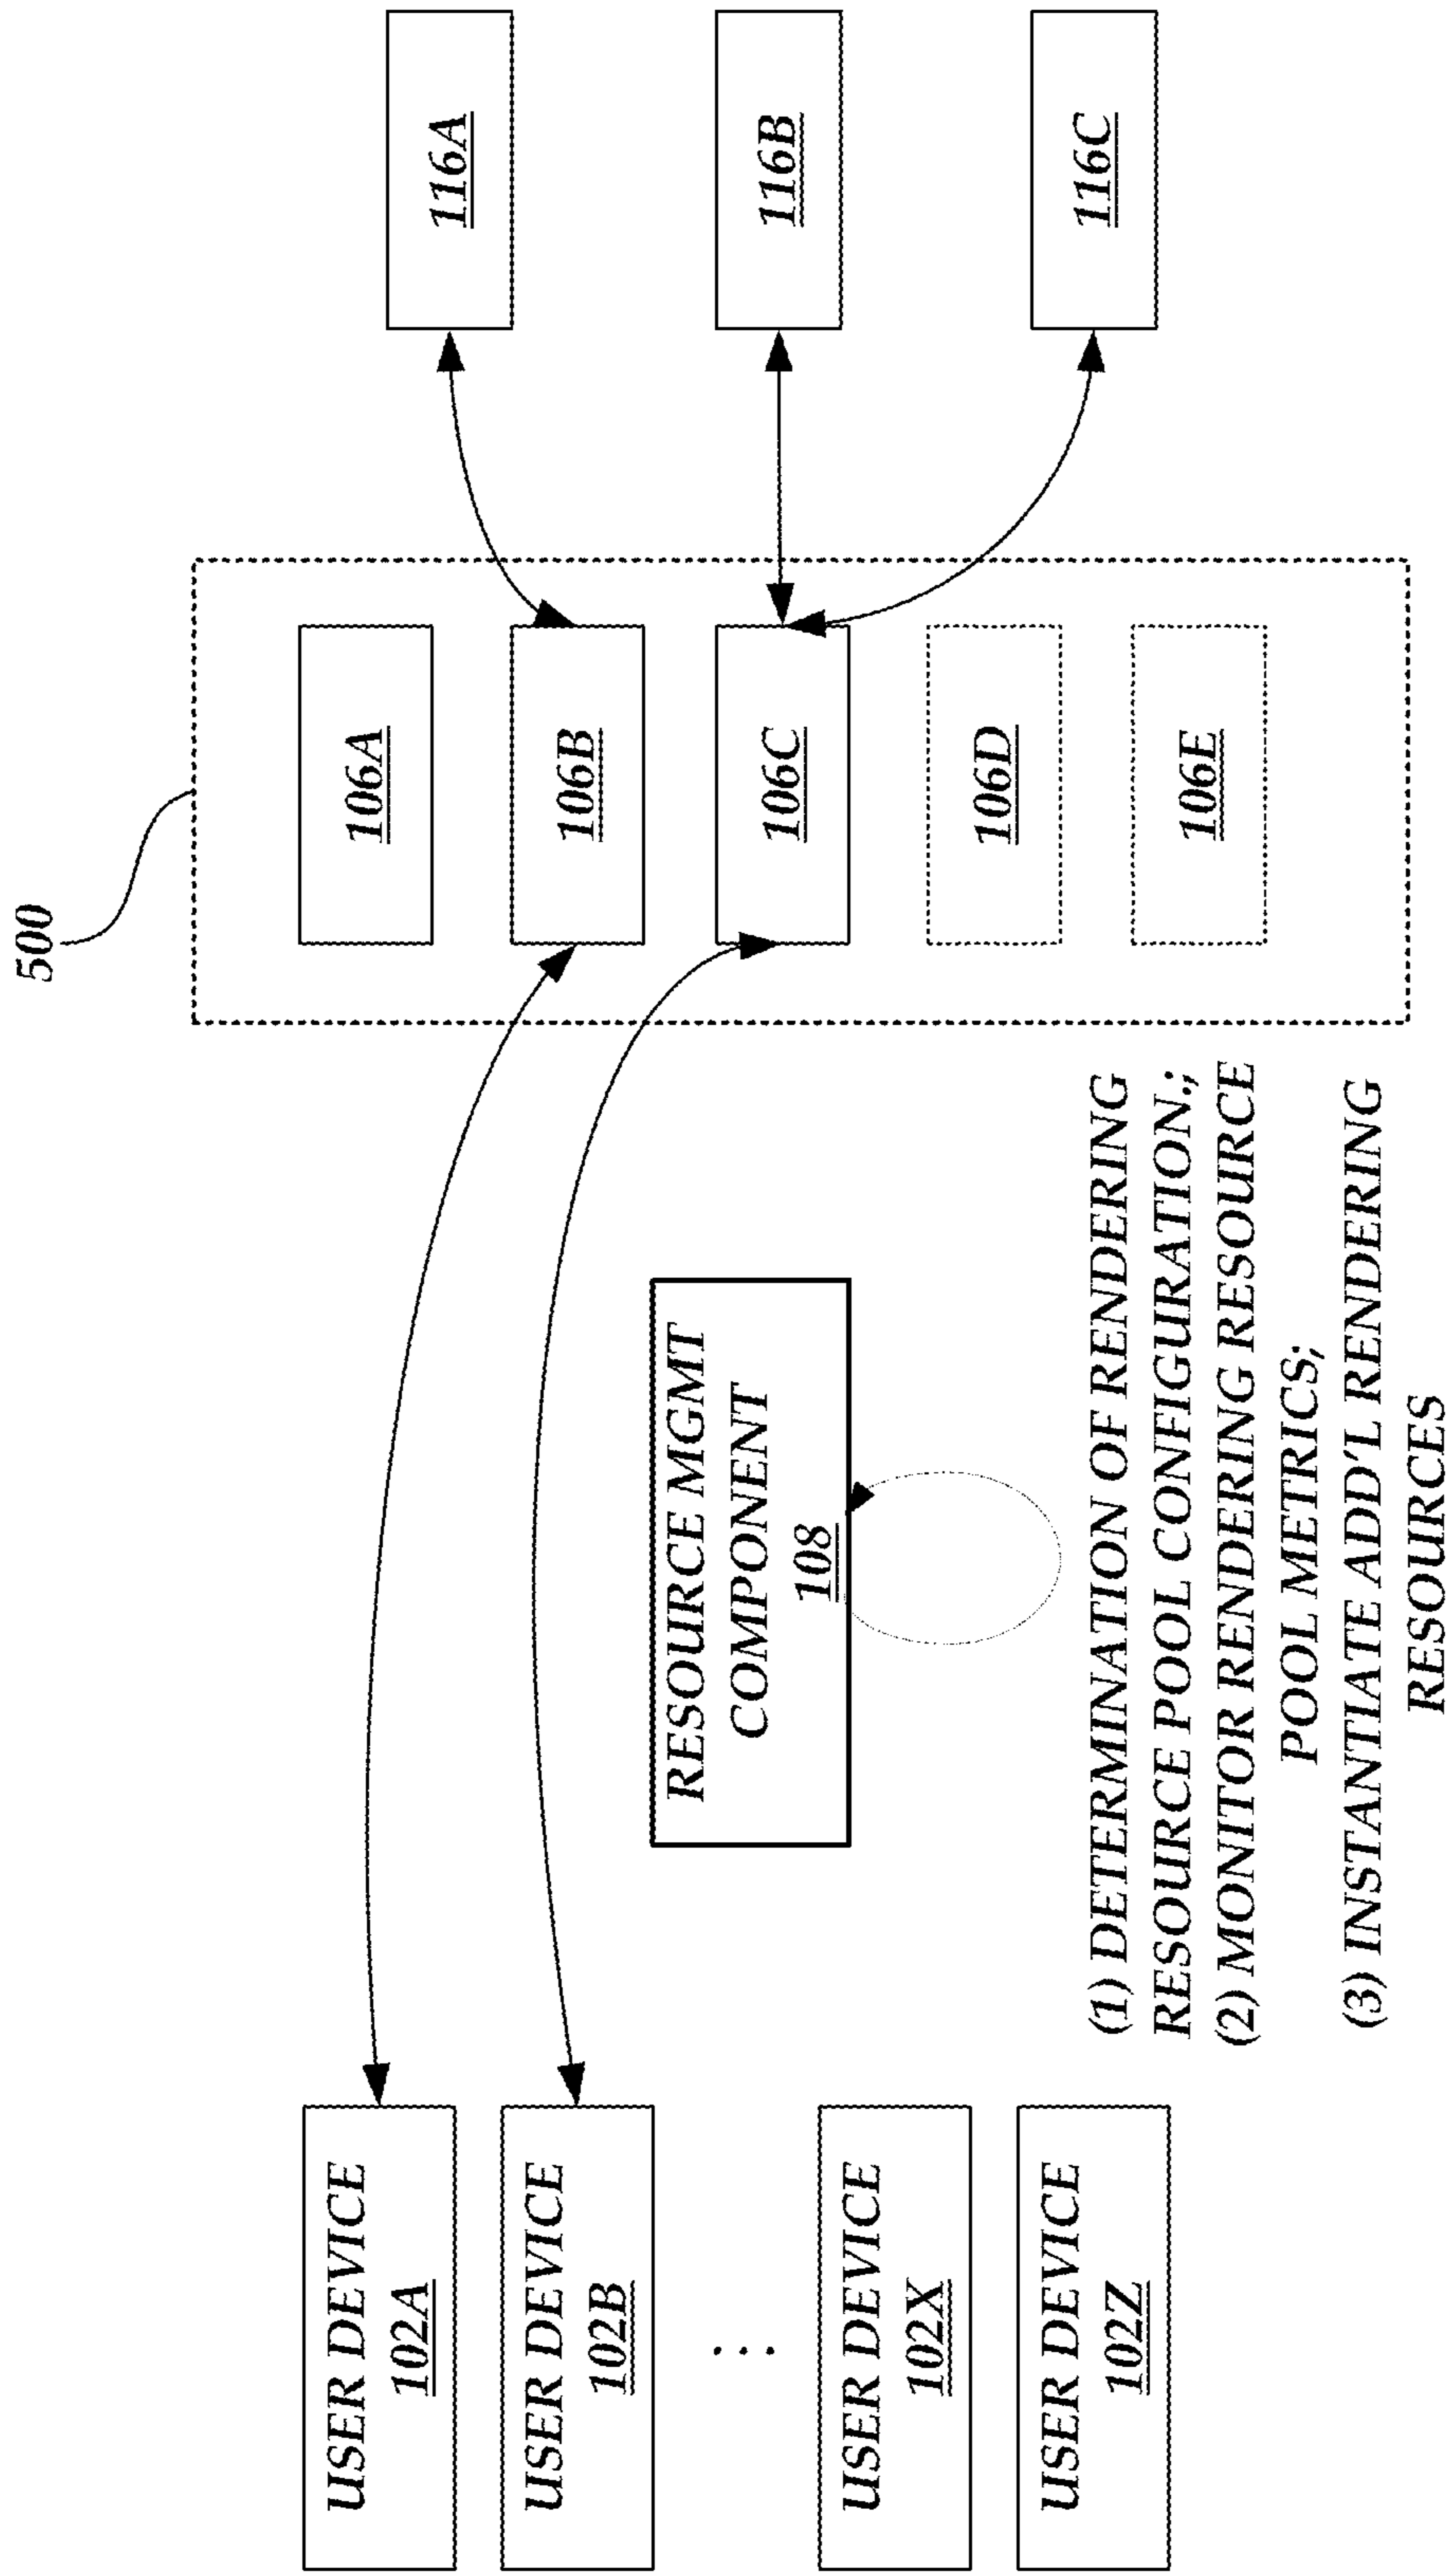 500
USER DEVICE
102A
USER DEVICE
102B
...
USER DEVICE
102X
USER DEVICE
102Z
RESOURCE MGMT
COMPONENT
108
(1) DETERMINATION OF RENDERING
RESOURCE POOL CONFIGURATION.;
(2) MONITOR RENDERING RESOURCE
POOL METRICS;
(3) INSTANTIATE ADD'L RENDERING
RESOURCES
106A
106B
106C
106D
106E
116A
116B
116C